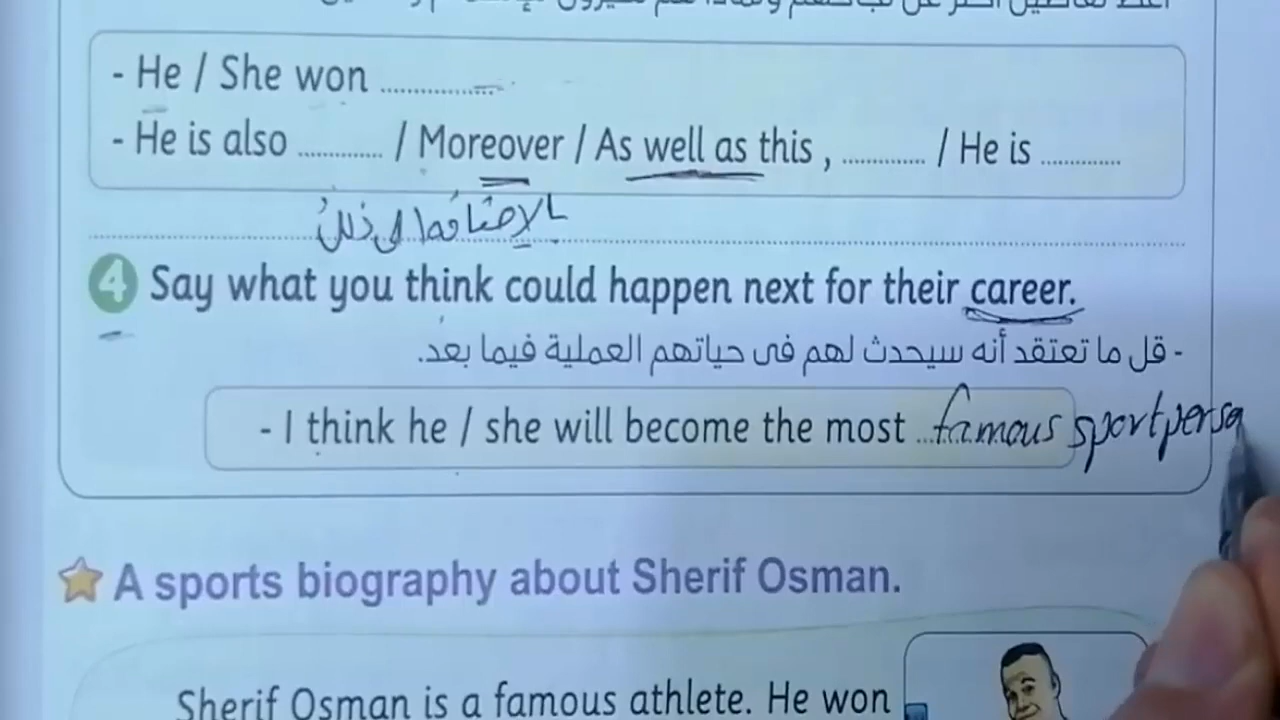 - He / She won ................
- He is also ............. / Moreover / As well as this , ............. / He is .............
بالإضافة إلى ذلك
4 Say what you think could happen next for their career.
- قل ما تعتقد أنه سيحدث لهم فى حياتهم العملية فيما بعد.
- I think he / she will become the most ... famous sportperso
A sports biography about Sherif Osman.
Sherif Osman is a famous athlete. He won